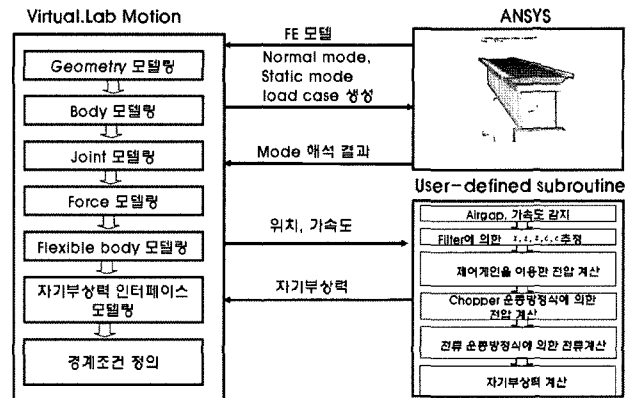 Virtual.Lab Motion
Geometry 모델링
Body 모델링
Joint 모델링
Force 모델링
Flexible body 모델링
자기부상력 인터페이스
모델링
경계조건 정의
FE 모델
Normal mode,
Static mode
load case 생성
Mode 해석 결과
위치, 가속도
자기부상력
ANSYS
User-defined subroutine
Airgap, 가속도 감지
Filter에 의한 추정
제어게인을 이용한 전압 계산
Chopper 운동방정식에 의한
전압 계산
전류 운동방정식에 의한 전류계산
자기부상력 계산